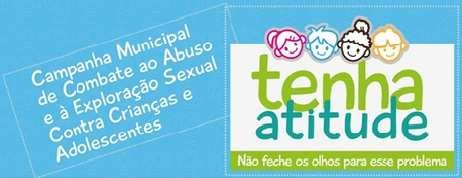 Campanha Municipal
de Combate ao Abuso
e à Exploração Sexual
Contra Crianças e
Adolescentes
tenha
atitude
Não feche os olhos para esse problema